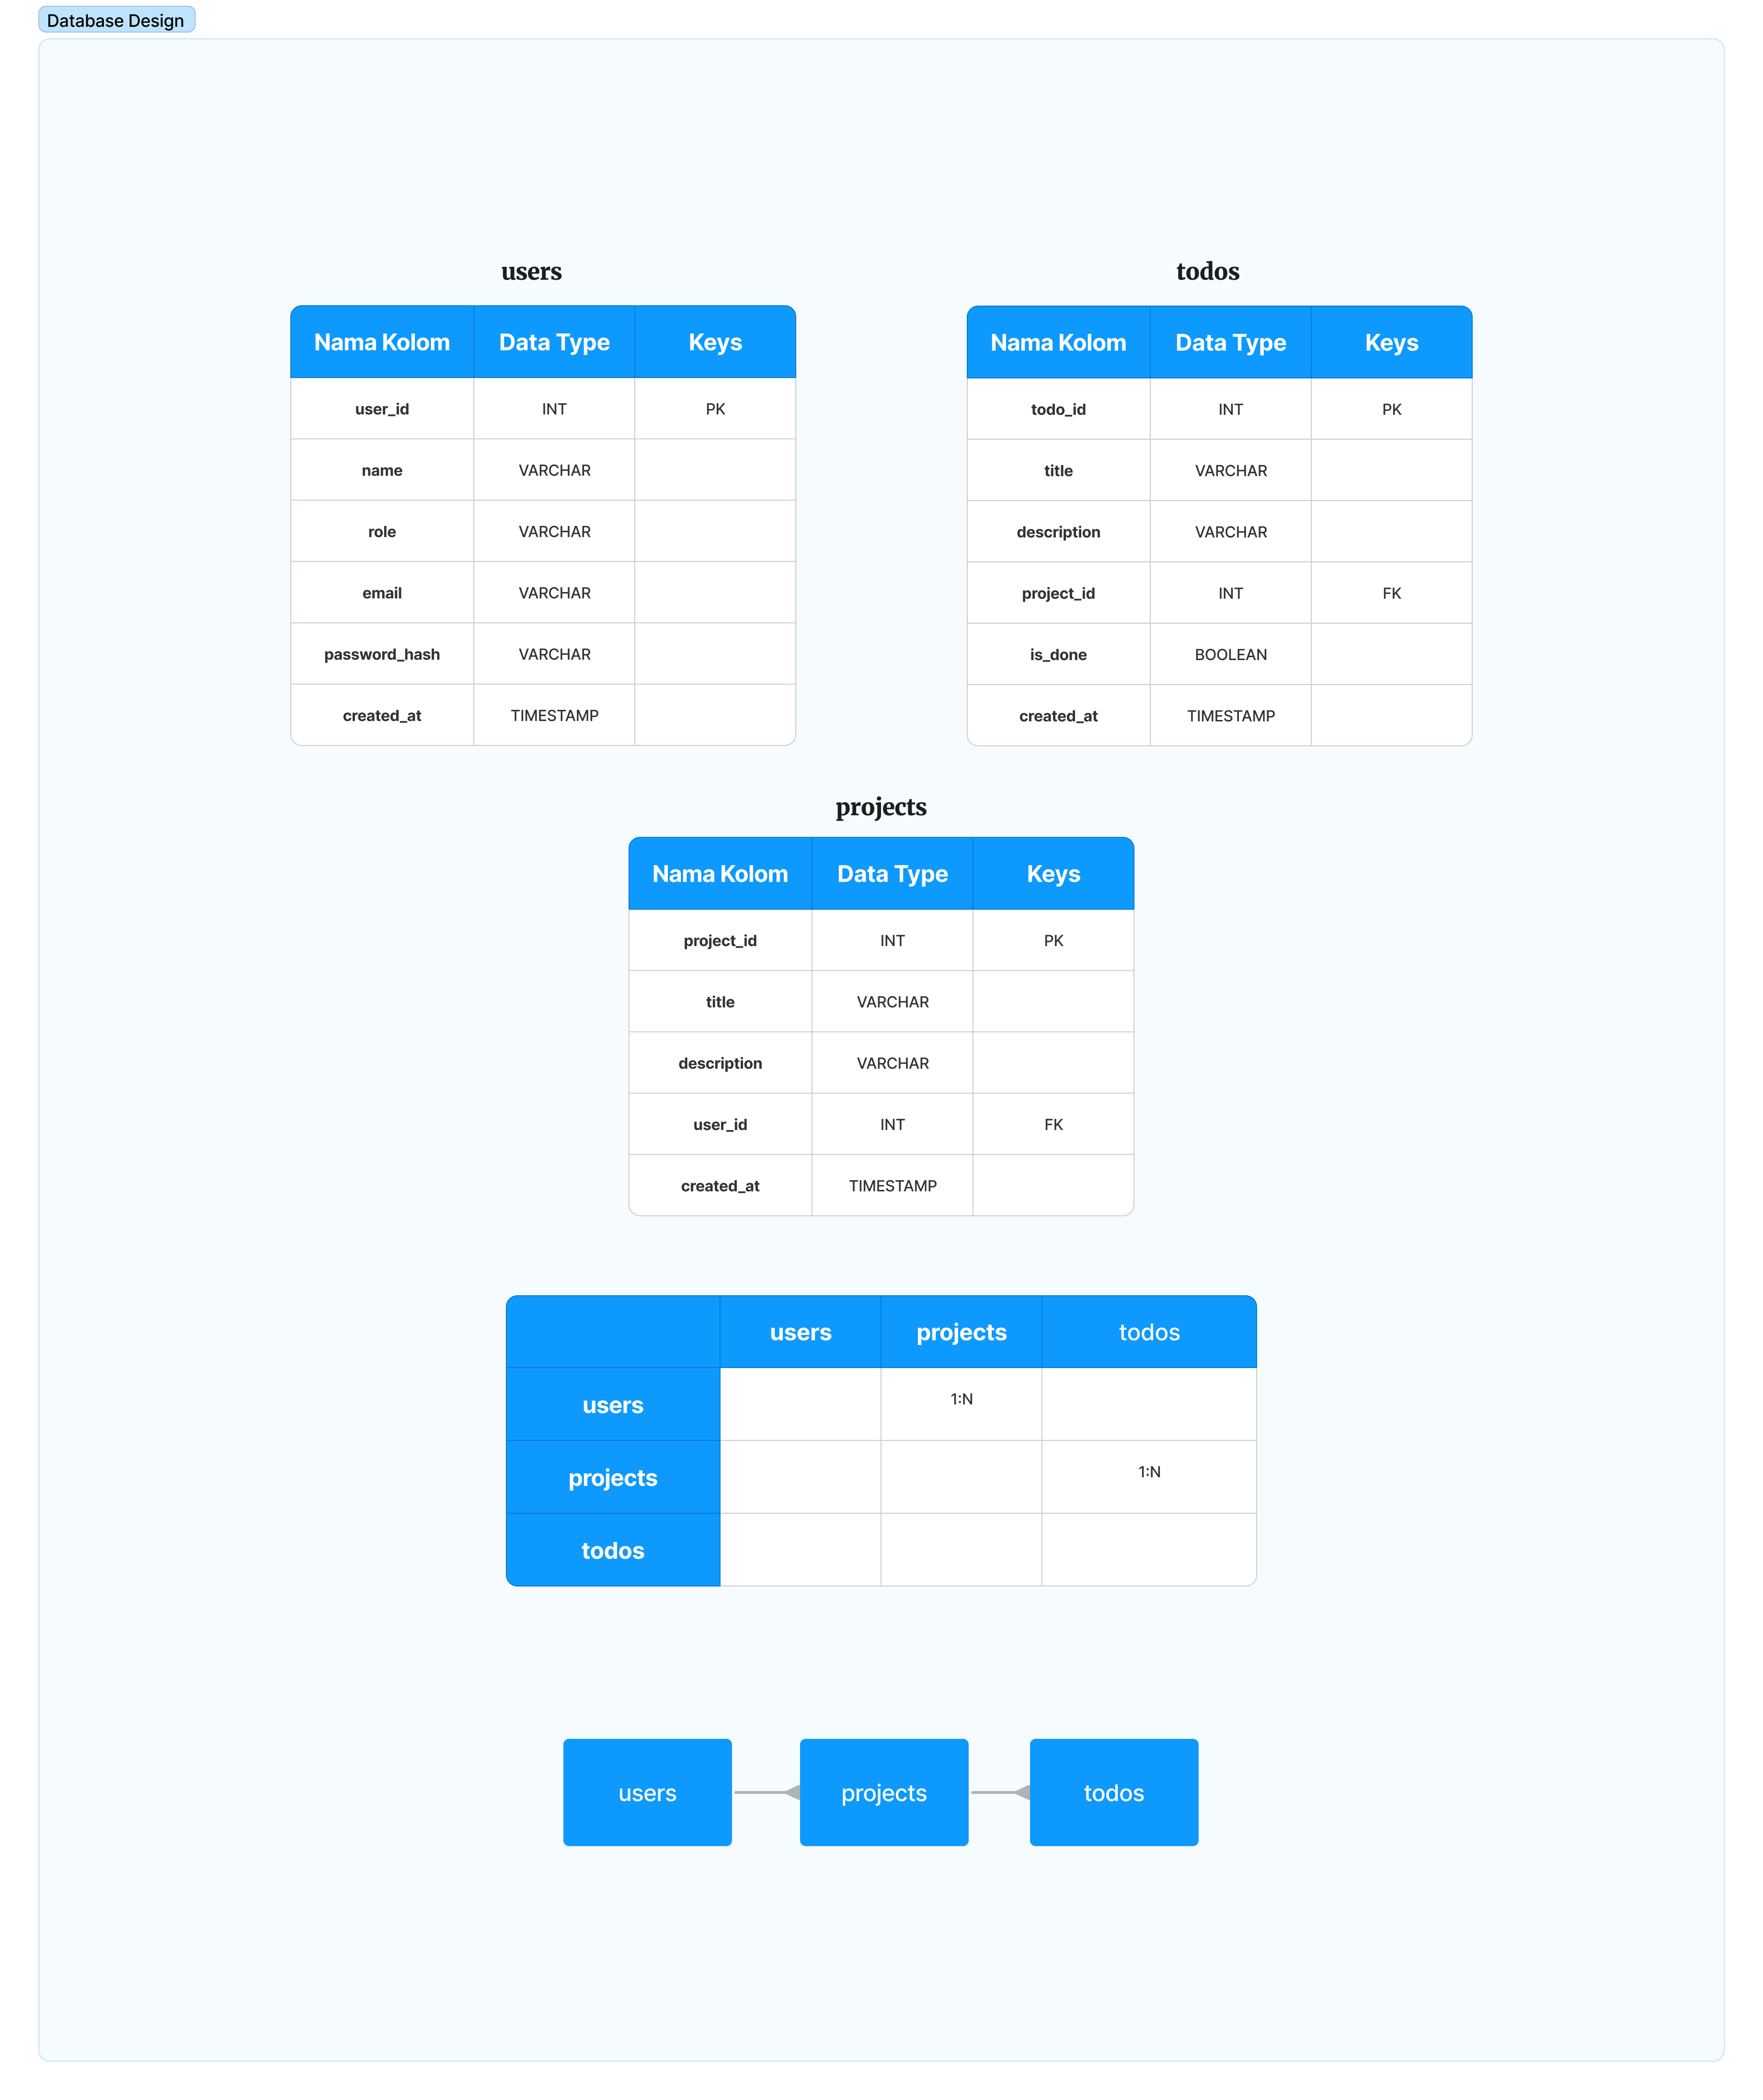 Database Design
users
Nama Kolom Data Type Keys
user_id INT PK
name VARCHAR
role VARCHAR
email VARCHAR
password_hash VARCHAR
created_at TIMESTAMP
todos
Nama Kolom Data Type Keys
todo_id INT PK
title VARCHAR
description VARCHAR
project_id INT FK
is_done BOOLEAN
created_at TIMESTAMP
projects
Nama Kolom Data Type Keys
project_id INT PK
title VARCHAR
description VARCHAR
user_id INT FK
created_at TIMESTAMP
users projects todos
users 1:N
projects 1:N
todos
users projects todos